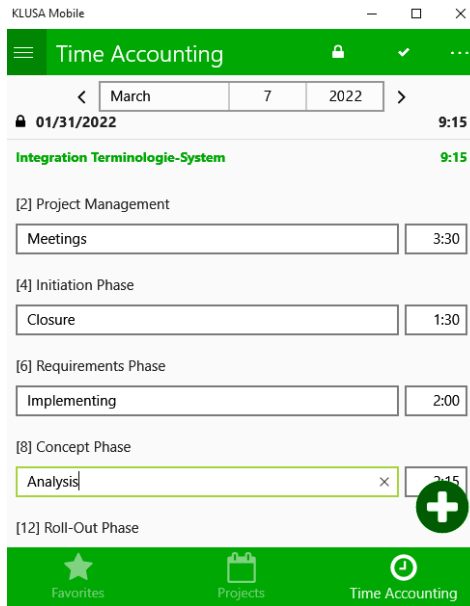 KLUSA Mobile
Time Accounting
March 7 2022
01/31/2022 9:15
Integration Terminologie-System 9:15
[2] Project Management
Meetings 3:30
[4] Initiation Phase
Closure 1:30
[6] Requirements Phase
Implementing 2:00
[8] Concept Phase
Analysis
[12] Roll-Out Phase
Favorites Projects Time Accounting